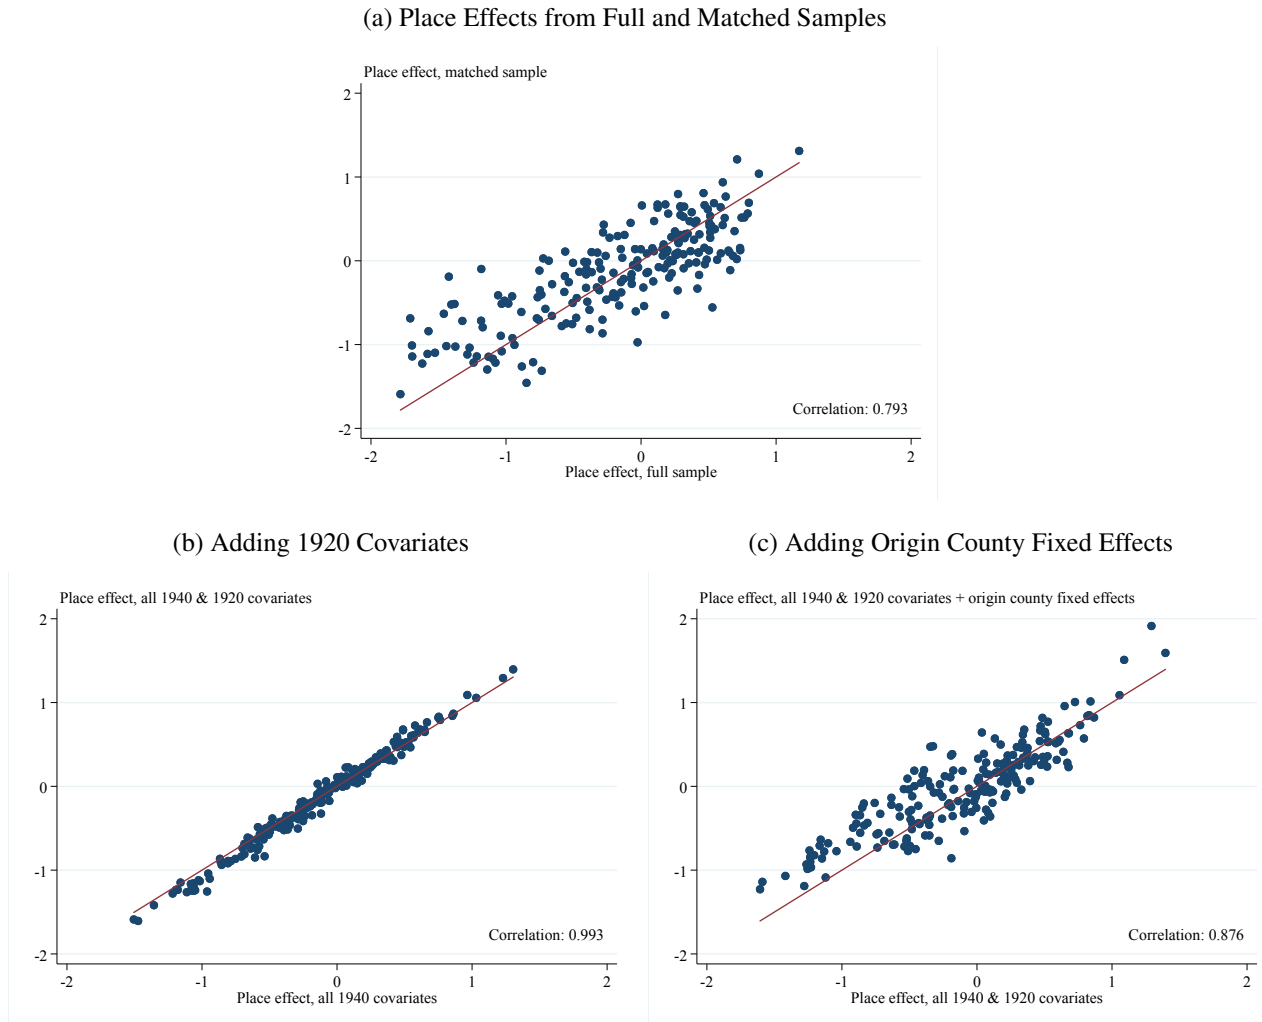 (a) Place Effects from Full and Matched Samples
Place effect, matched sample
2
1
0
-1
-2
Correlation: 0.793
-2 -1 0 1 2
Place effect, full sample
(b) Adding 1920 Covariates
Place effect, all 1940 & 1920 covariates
2
1
0
-1
-2
Correlation: 0.993
-2 -1 0 1 2
Place effect, all 1940 covariates
(c) Adding Origin County Fixed Effects
Place effect, all 1940 & 1920 covariates + origin county fixed effects
2
1
0
-1
-2
Correlation: 0.876
-2 -1 0 1 2
Place effect, all 1940 & 1920 covariates